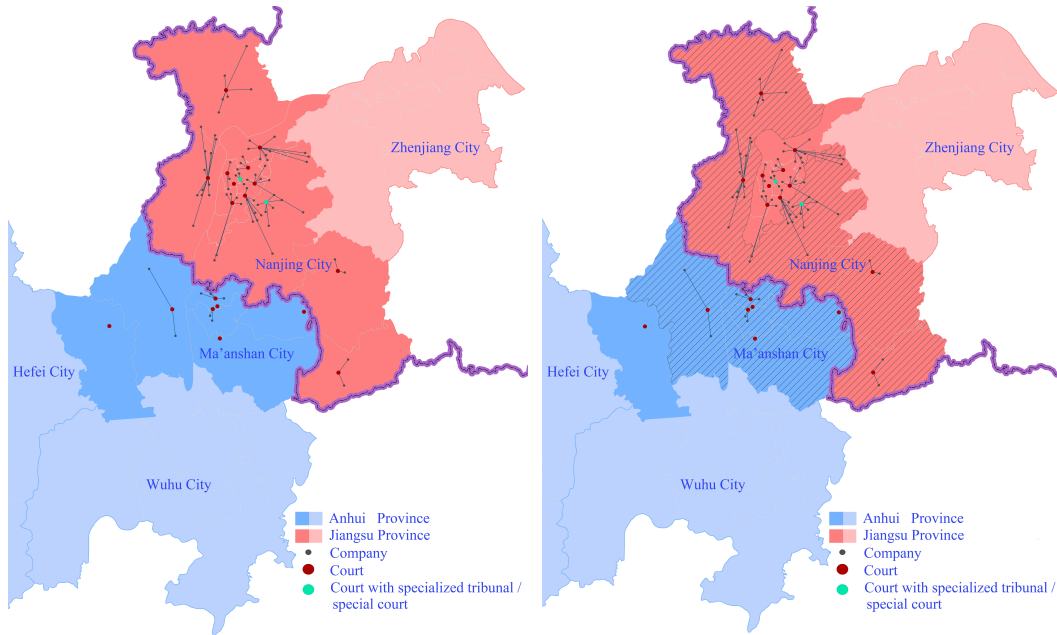 Zhenjiang City
Nanjing City
Ma'anshan City
Hefei City
Wuhu City
Anhui Province
Jiangsu Province
Company
Court
Court with specialized tribunal /
special court
Zhenjiang City
Nanjing City
Ma'anshan City
Hefei City
Wuhu City
Anhui Province
Jiangsu Province
Company
Court
Court with specialized tribunal /
special court